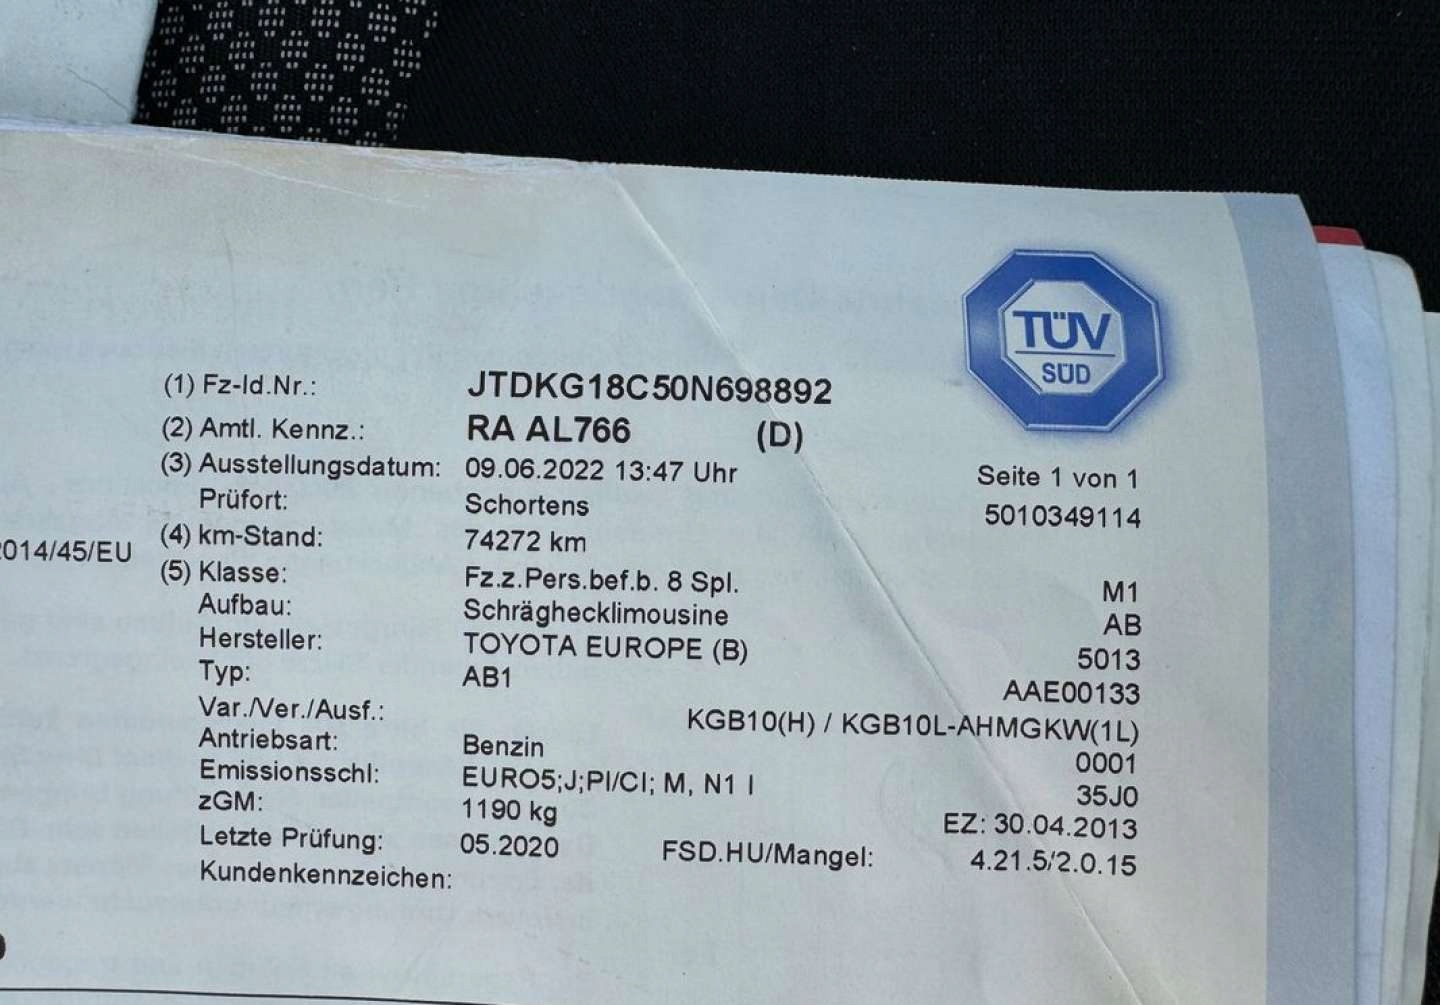 TÜV
SÜD
(1) Fz-Id.Nr.: JTDKG18C50N698892
(2) Amtl. Kennz.: RA AL766 (D)
(3) Ausstellungsdatum: 09.06.2022 13:47 Uhr Seite 1 von 1
Prüfort: Schortens 5010349114
2014/45/EU (4) km-Stand: 74272 km
(5) Klasse: Fz.z.Pers.bef.b. 8 Spl. M1
Aufbau: Schräghecklimousine AB
Hersteller: TOYOTA EUROPE (B) 5013
Typ: AB1 AAE00133
Var./Ver./Ausf.: KGB10(H) / KGB10L-AHMGKW(1L)
Antriebsart: Benzin 0001
Emissionsschl: EURO5;J;PI/CI; M, N1 I 35J0
zGM: 1190 kg EZ: 30.04.2013
Letzte Prüfung: 05.2020 FSD.HU/Mangel: 4.21.5/2.0.15
Kundenkennzeichen: